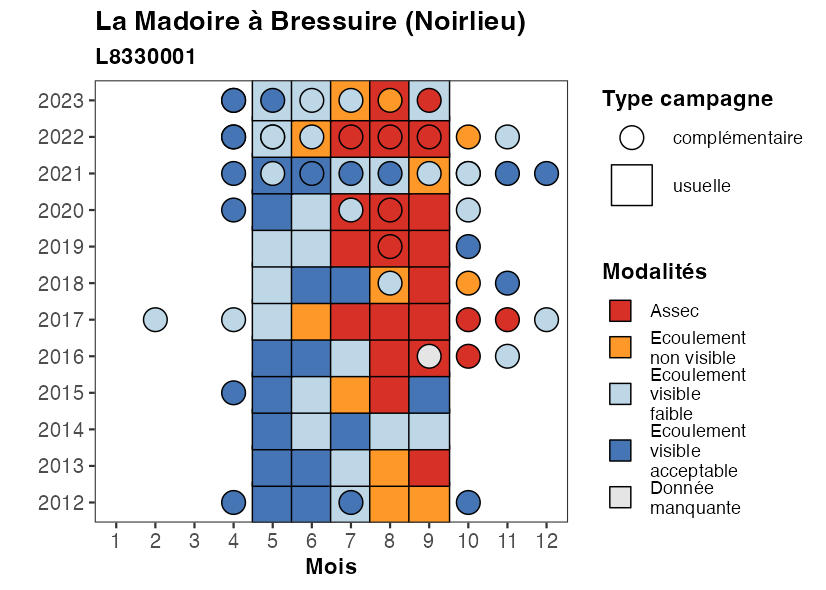 La Madoire à Bressuire (Noirlieu)
L8330001
2023
2022
2021
2020
2019
2018
2017
2016
2015
2014
2013
2012
1 2 3 4 5 6 7 8 9 10 11 12
Mois
Type campagne
complémentaire
usuelle
Modalités
Assec
Ecoulement
non visible
Ecoulement
visible
faible
Ecoulement
visible
acceptable
Donnée
manquante